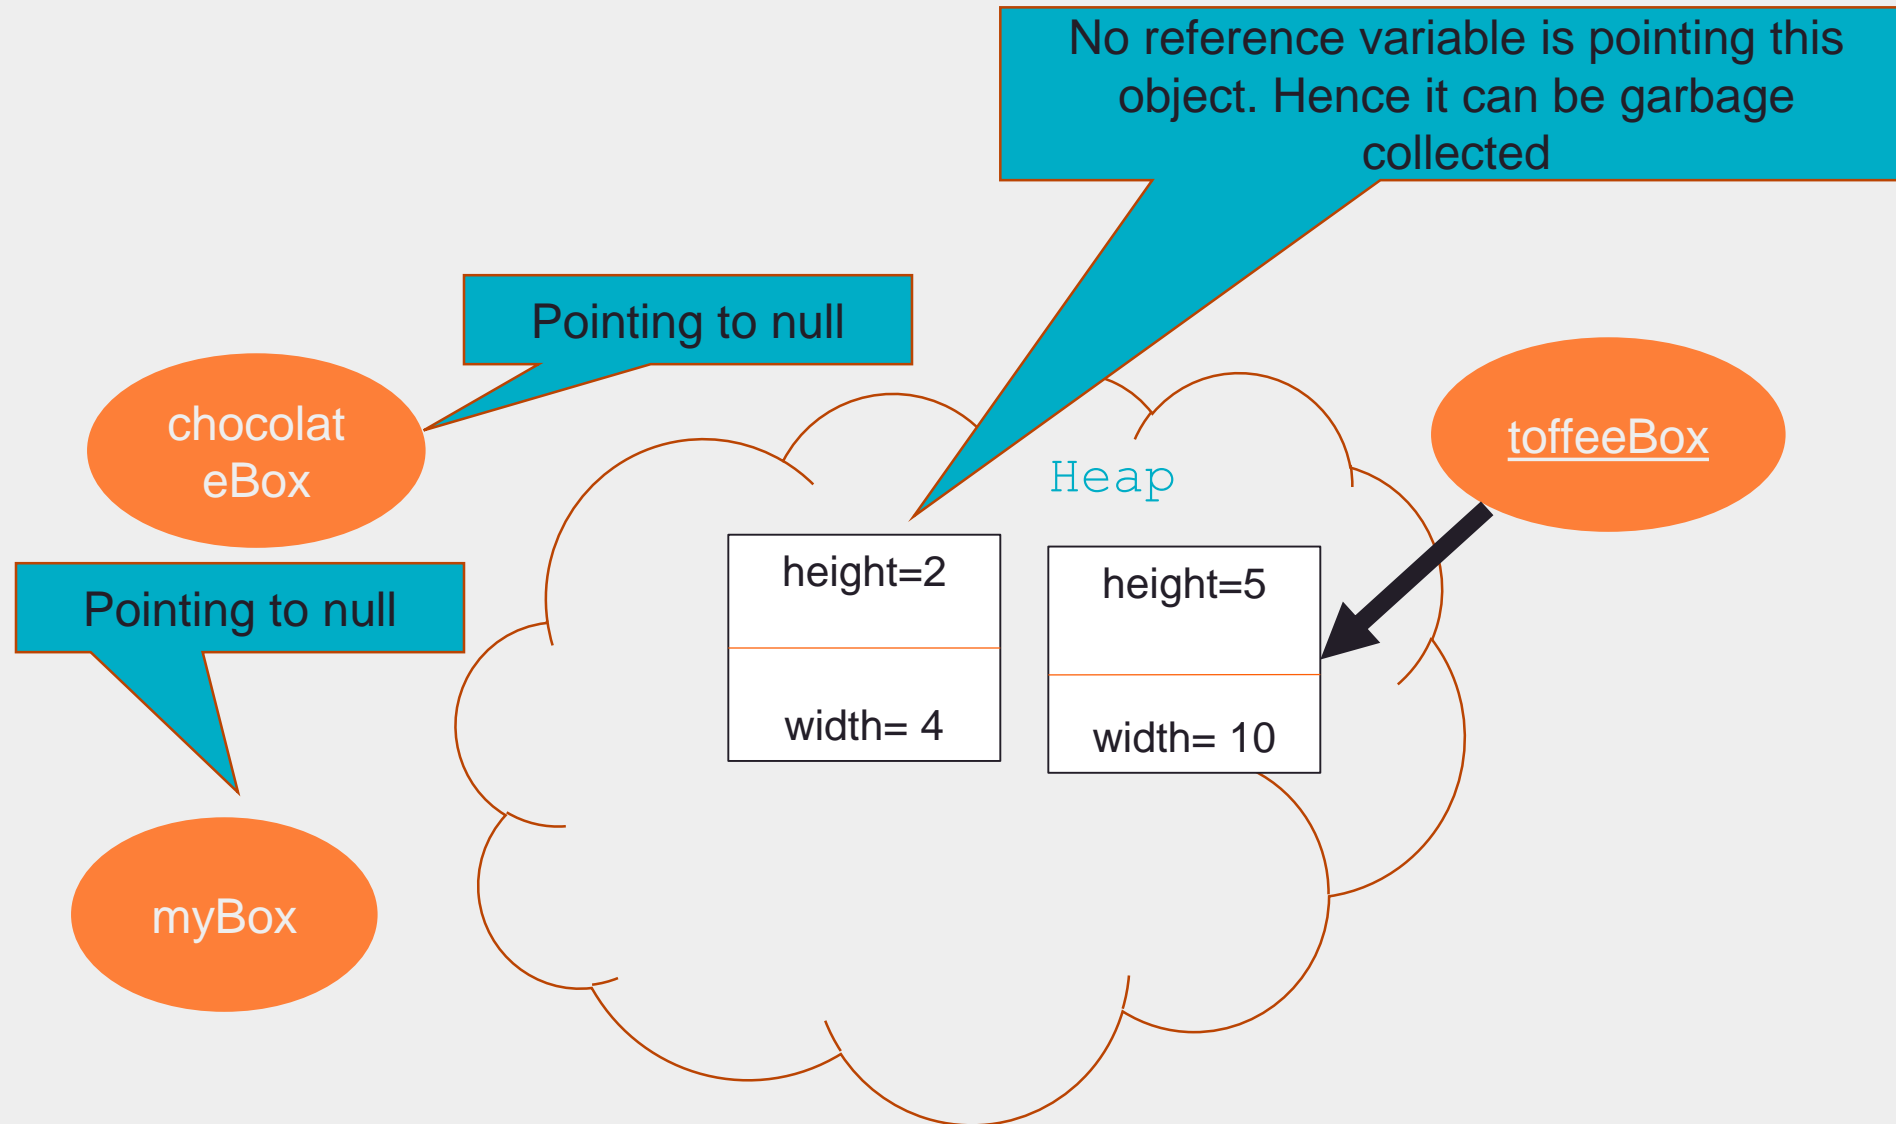 No reference variable is pointing this
object. Hence it can be garbage
collected
Pointing to null
chocolat
eBox
toffeeBox
Heap
height=2
height=5
Pointing to null
width= 4
width= 10
myBox